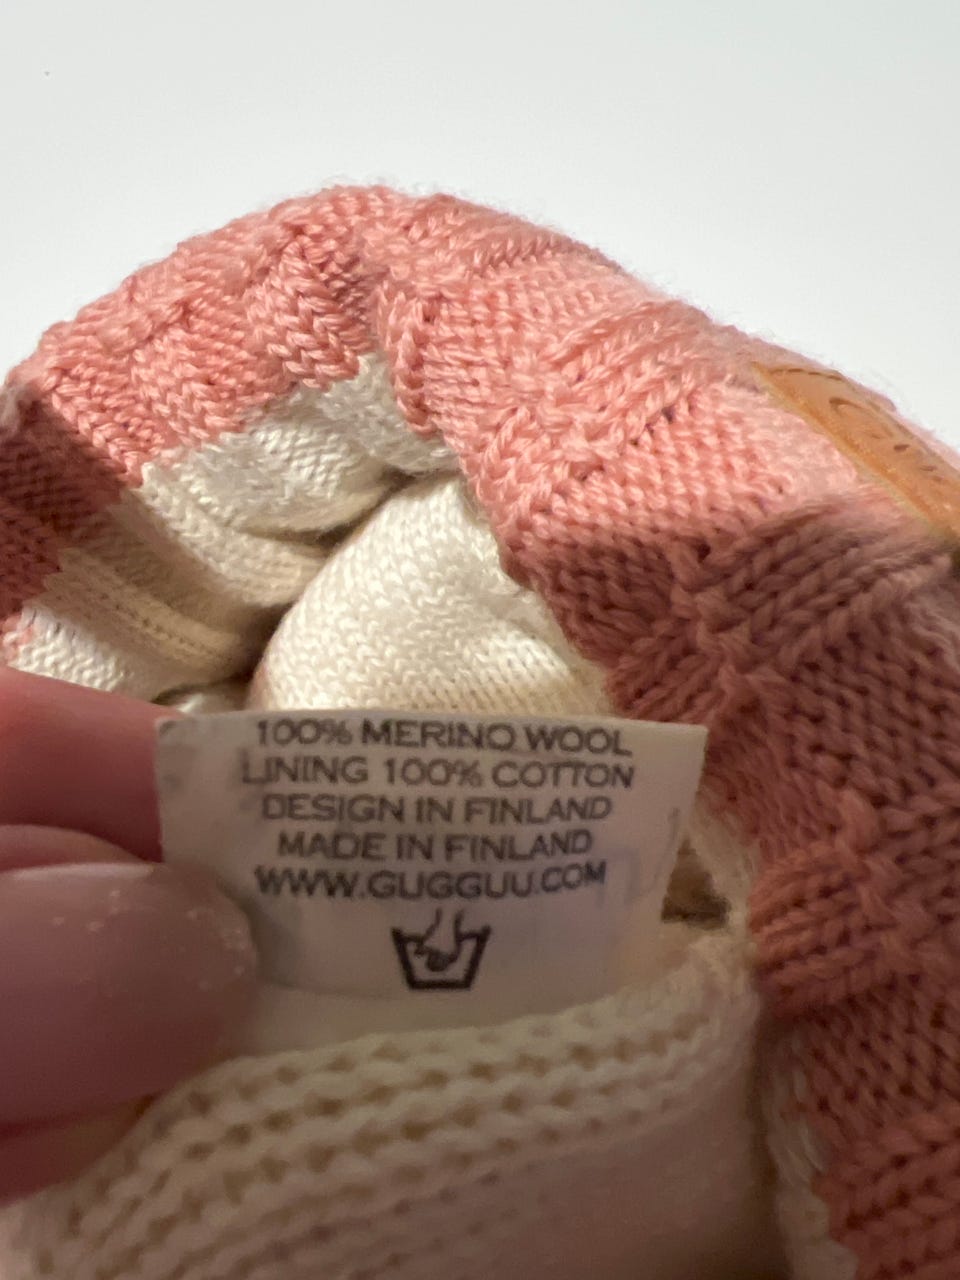 100% MERINO WOOL
LINING 100% COTTON
DESIGN IN FINLAND
MADE IN FINLAND
WWW.GUGGUU.COM